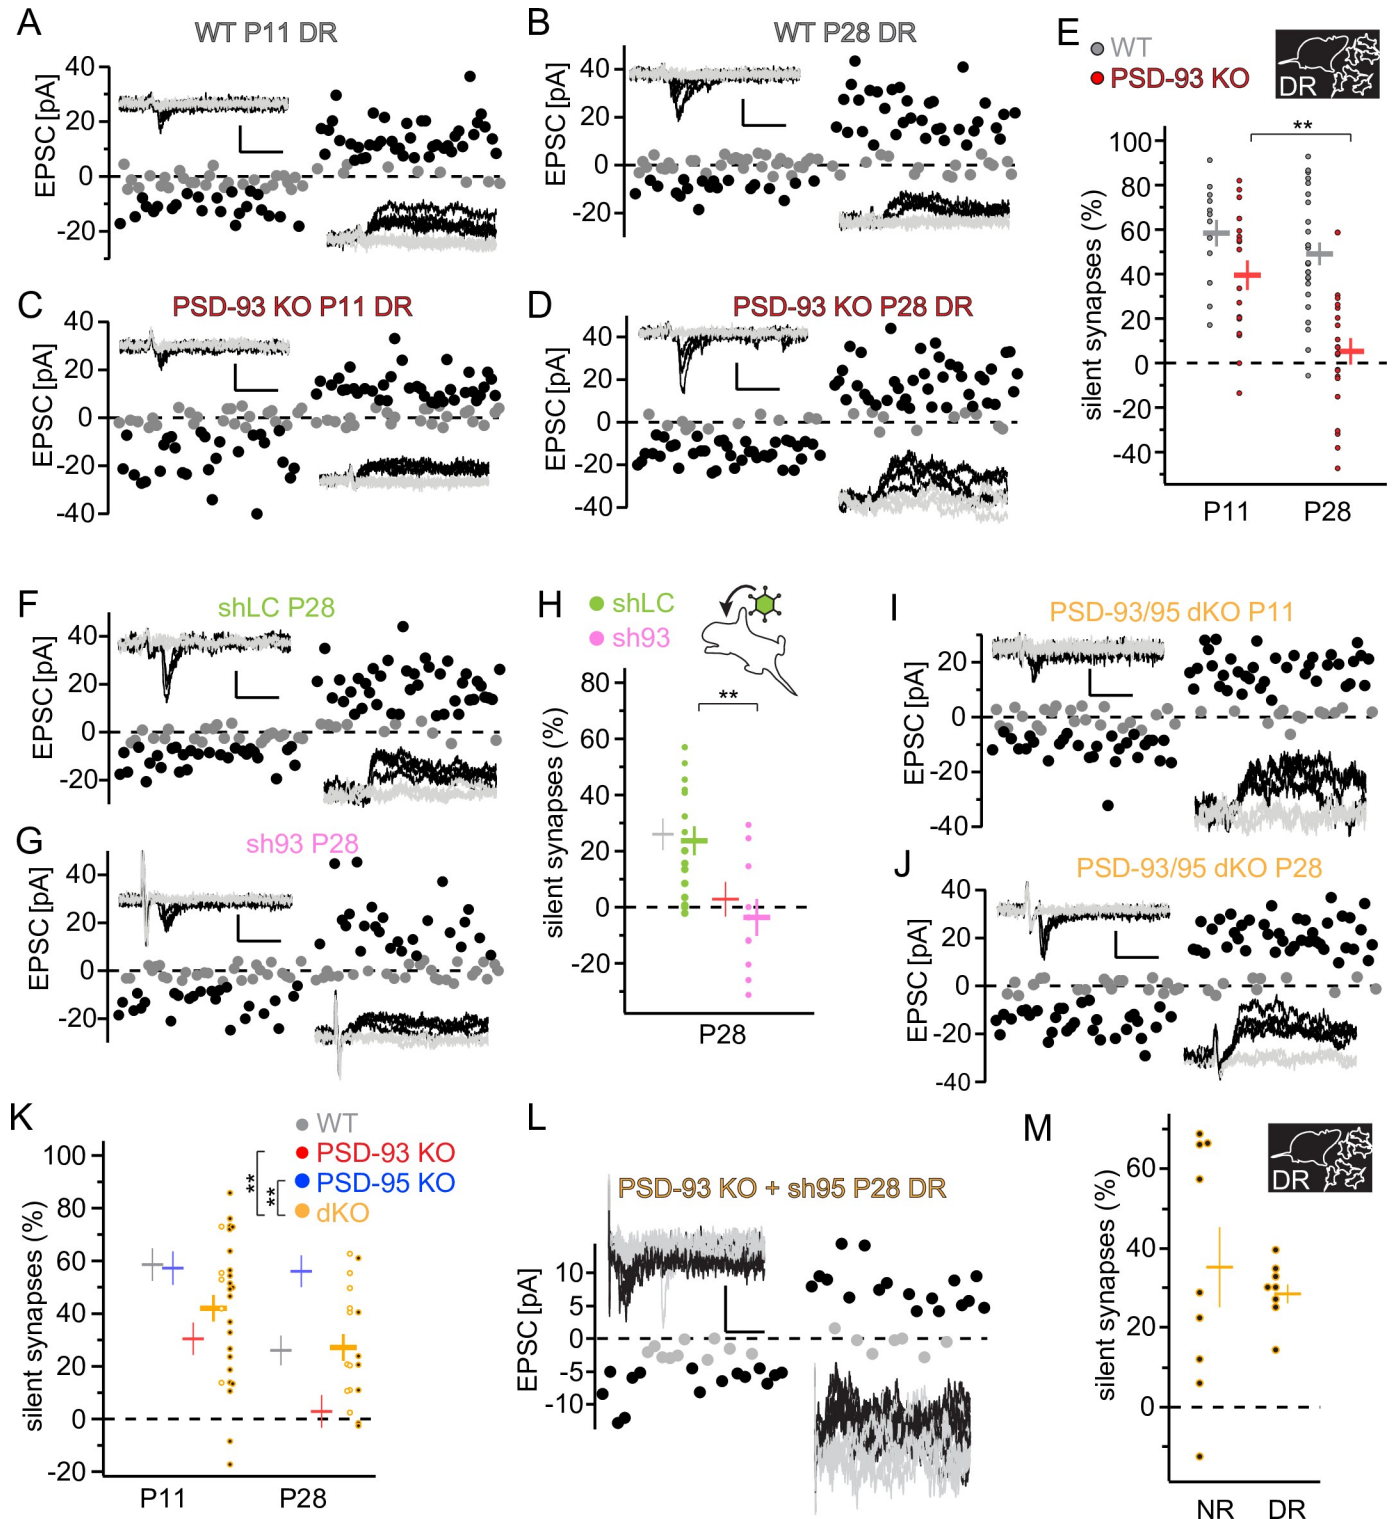 A
WT P11 DR
EPSC [pA]
40
20
0
-20
B
WT P28 DR
EPSC [pA]
40
20
0
-20
C
PSD-93 KO P11 DR
EPSC [pA]
40
20
0
-20
-40
D
PSD-93 KO P28 DR
EPSC [pA]
40
20
0
-20
-40
E
WT
PSD-93 KO
DR
**
silent synapses (%)
100
80
60
40
20
0
-20
-40
P11
P28
F
shLC P28
EPSC [pA]
40
20
0
-20
G
sh93 P28
EPSC [pA]
40
20
0
-20
H
shLC
sh93
**
silent synapses (%)
80
60
40
20
0
-20
P28
I
PSD-93/95 dKO P11
EPSC [pA]
20
0
-20
-40
J
PSD-93/95 dKO P28
EPSC [pA]
40
20
0
-20
-40
K
WT
PSD-93 KO
PSD-95 KO
dKO
**
**
silent synapses (%)
100
80
60
40
20
0
-20
P11
P28
L
PSD-93 KO + sh95 P28 DR
EPSC [pA]
10
0
-5
-10
M
DR
silent synapses (%)
60
40
20
0
NR
DR